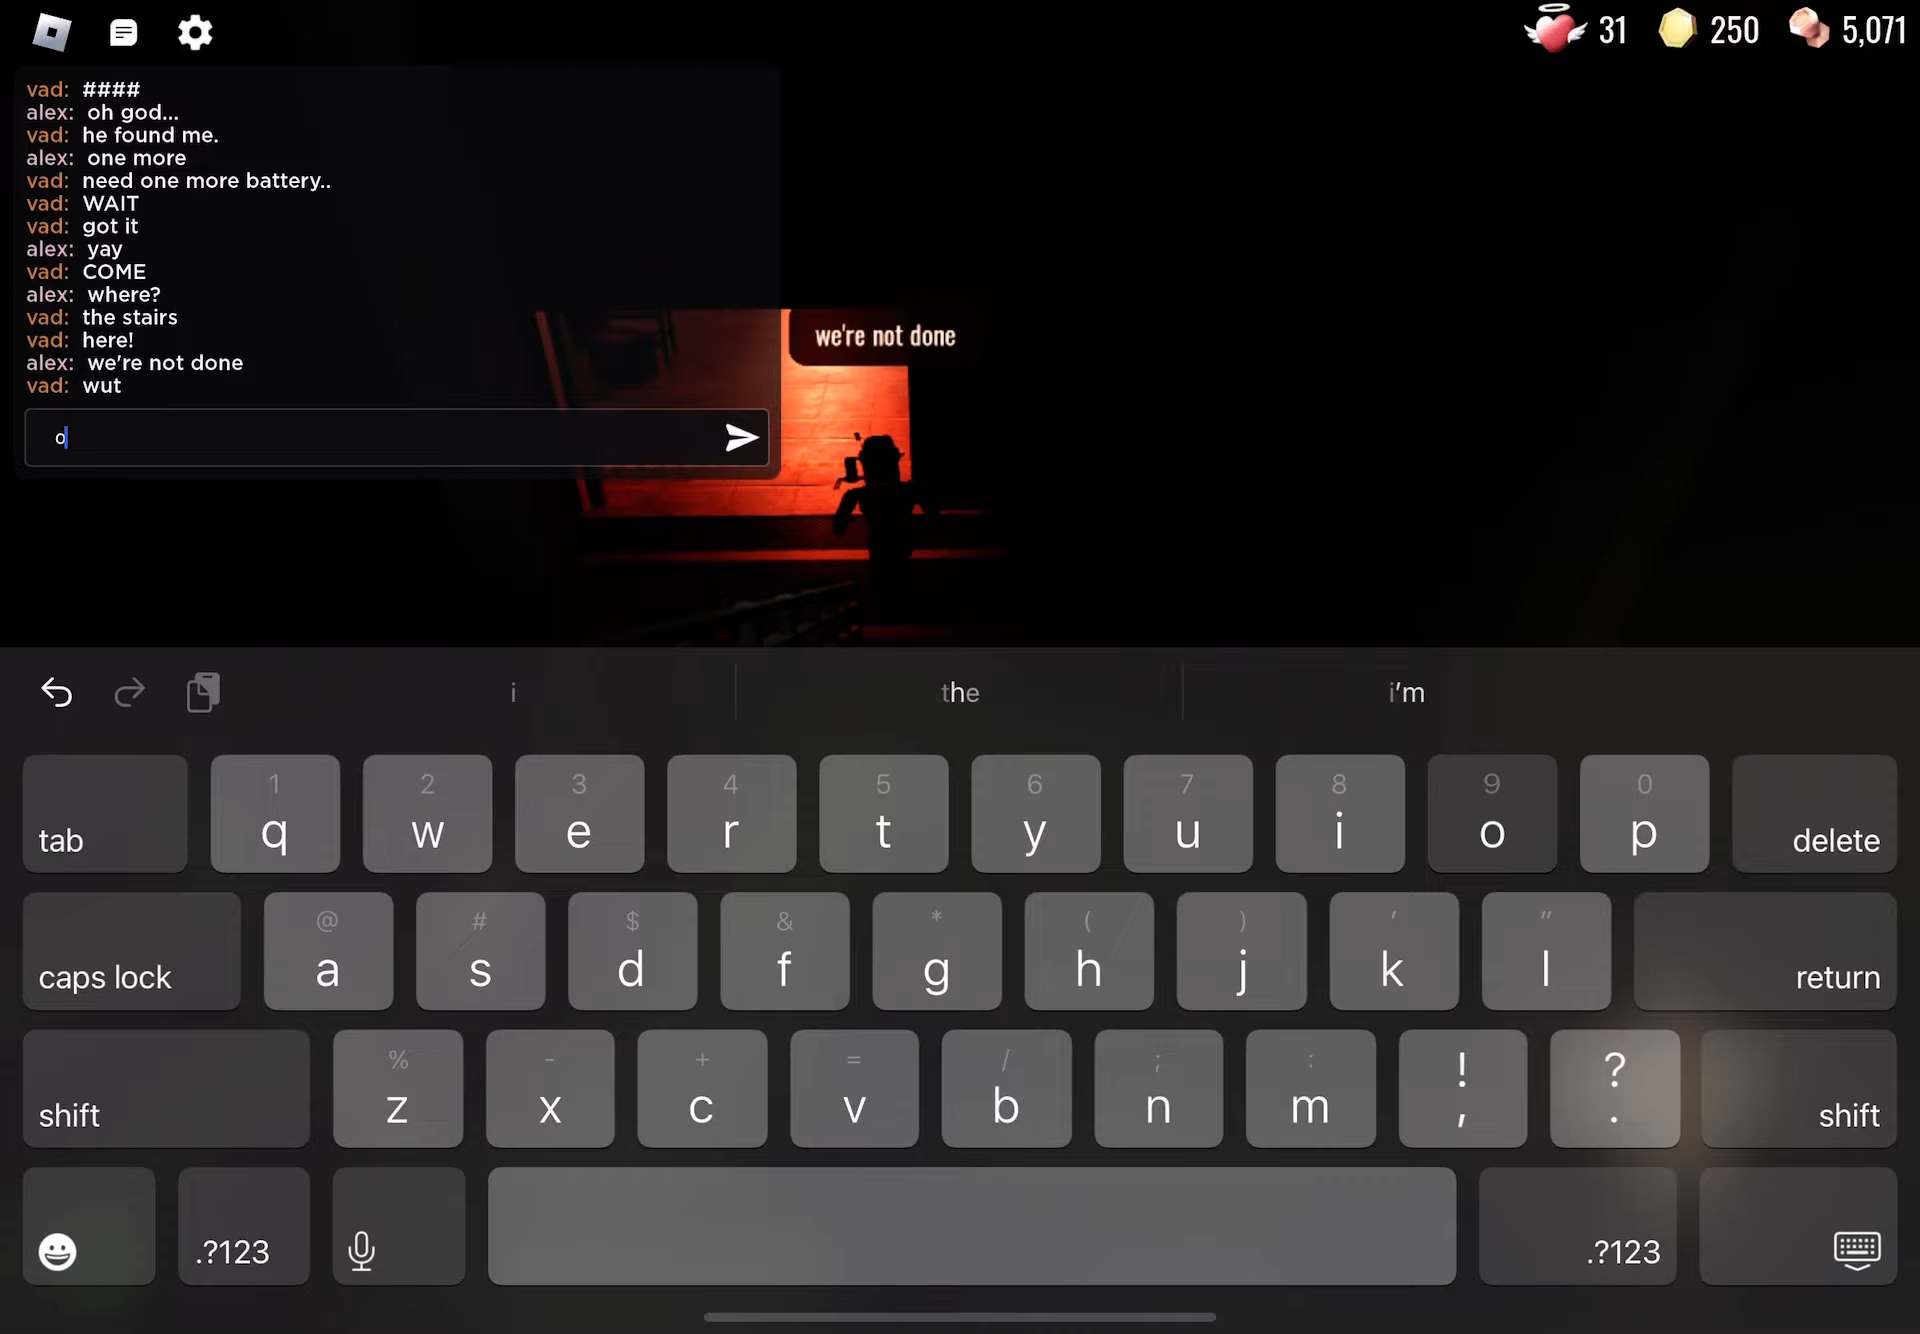 31 250 5,071
vad: ####
alex: oh god...
vad: he found me.
alex: one more
vad: need one more battery..
vad: WAIT
vad: got it
alex: yay
vad: COME
alex: where?
vad: the stairs
vad: here!
alex: we're not done
vad: wut
we're not done
o
i the i'm
1 2 3 4 5 6 7 8 9 0
tab q w e r t y u i o p delete
@ # $ & * ( ) ' "
caps lock a s d f g h j k l return
% - + = / ; : ! ?
shift z x c v b n m , . shift
.?123 .?123